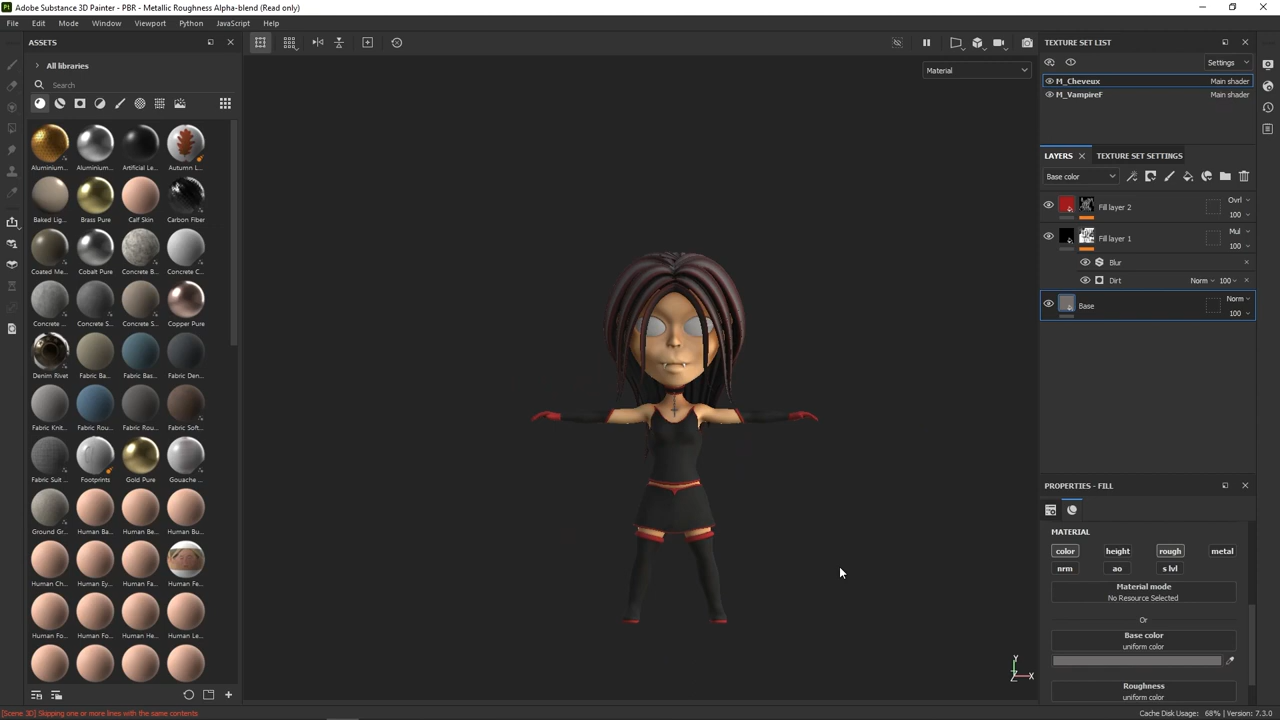 Adobe Substance 3D Painter - PBR - Metallic Roughness Alpha-blend (Read only)
File Edit Mode Window Viewport Python JavaScript Help
ASSETS
All libraries
Search
Aluminium... Aluminium... Artificial Le... Autumn L...
Baked Lig... Brass Pure Calf Skin Carbon Fiber
Coated Me... Cobalt Pure Concrete B... Concrete C...
Concrete ... Concrete S... Concrete S... Copper Pure
Denim Rivet Fabric Ba... Fabric Bas... Fabric Den...
Fabric Knit... Fabric Rou... Fabric Rou... Fabric Soft...
Fabric Suit ... Footprints Gold Pure Gouache ...
Ground Gr... Human Ba... Human Be... Human Bu...
Human Ch... Human Ey... Human Fa... Human Fe...
Human Fo... Human Fo... Human He... Human Le...
Material
X
Y
Z
TEXTURE SET LIST
Settings
M_Cheveux Main shader
M_VampireF Main shader
LAYERS TEXTURE SET SETTINGS
Base color
Fill layer 2 Ovrl 100
Fill layer 1 Mul 100
Blur
Dirt Norm 100
Base Norm 100
PROPERTIES - FILL
MATERIAL
color height rough metal
nrm ao s lvl
Material mode
No Resource Selected
Or
Base color
uniform color
Roughness
uniform color
[Scene 3D] Skipping one or more lines with the same contents
Cache Disk Usage: 68% | Version: 7.3.0